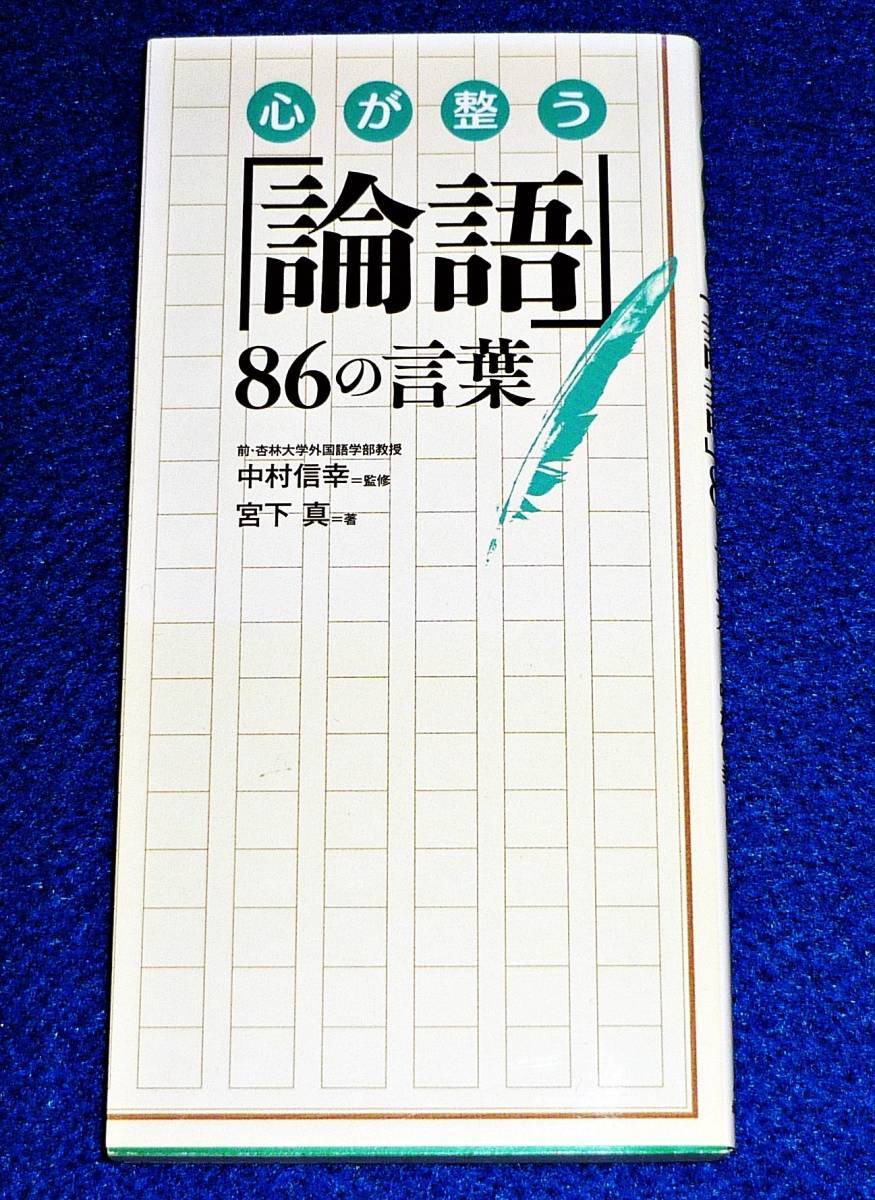 心が整う
「論語」
86の言葉
前・杏林大学外国語学部教授
中村信幸＝監修
宮下 真＝著